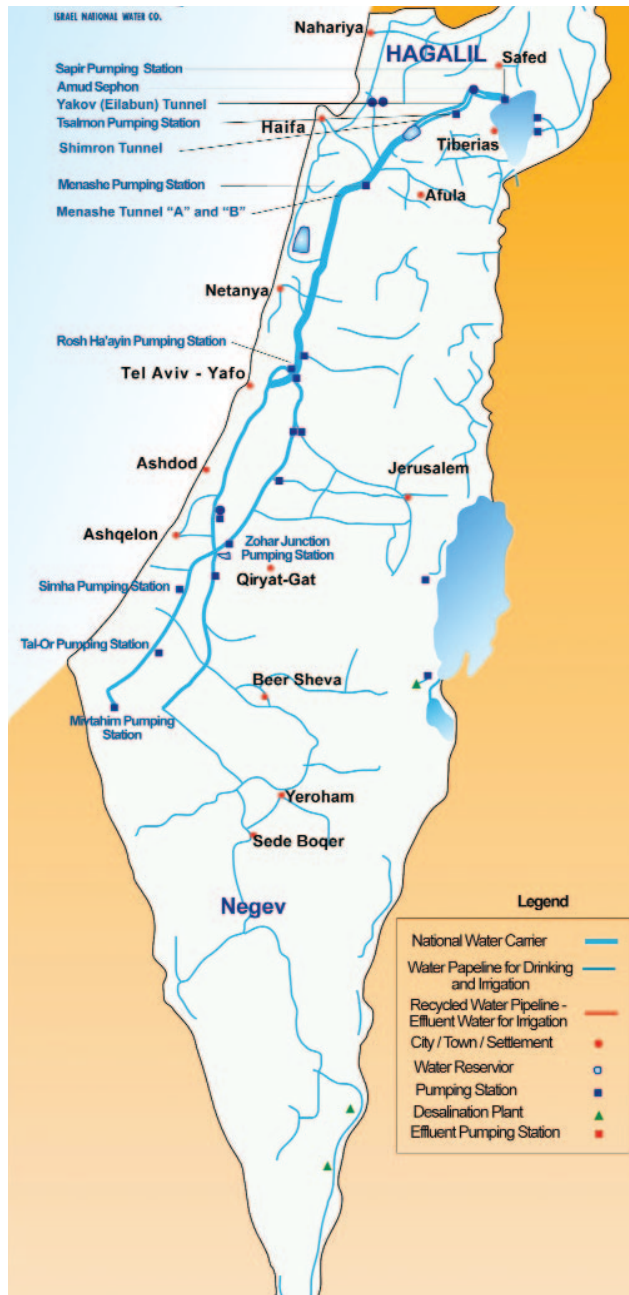 ISRAEL NATIONAL WATER CO.
Nahariya
HAGALIL
Safed
Sapir Pumping Station
Amud Sephon
Yakov (Eilabun) Tunnel
Tsalmon Pumping Station
Haifa
Shimron Tunnel
Tiberias
Menashe Pumping Station
Afula
Menashe Tunnel “A” and “B”
Netanya
Rosh Ha'ayin Pumping Station
Tel Aviv - Yafo
Ashdod
Jerusalem
Ashqelon
Zohar Junction
Pumping Station
Qiryat-Gat
Simha Pumping Station
Tal-Or Pumping Station
Beer Sheva
Mivtahim Pumping
Station
Yeroham
Sede Boqer
Negev
Legend
National Water Carrier
Water Papeline for Drinking
and Irrigation
Recycled Water Pipeline -
Effluent Water for Irrigation
City / Town / Settlement
Water Reservior
Pumping Station
Desalination Plant
Effluent Pumping Station